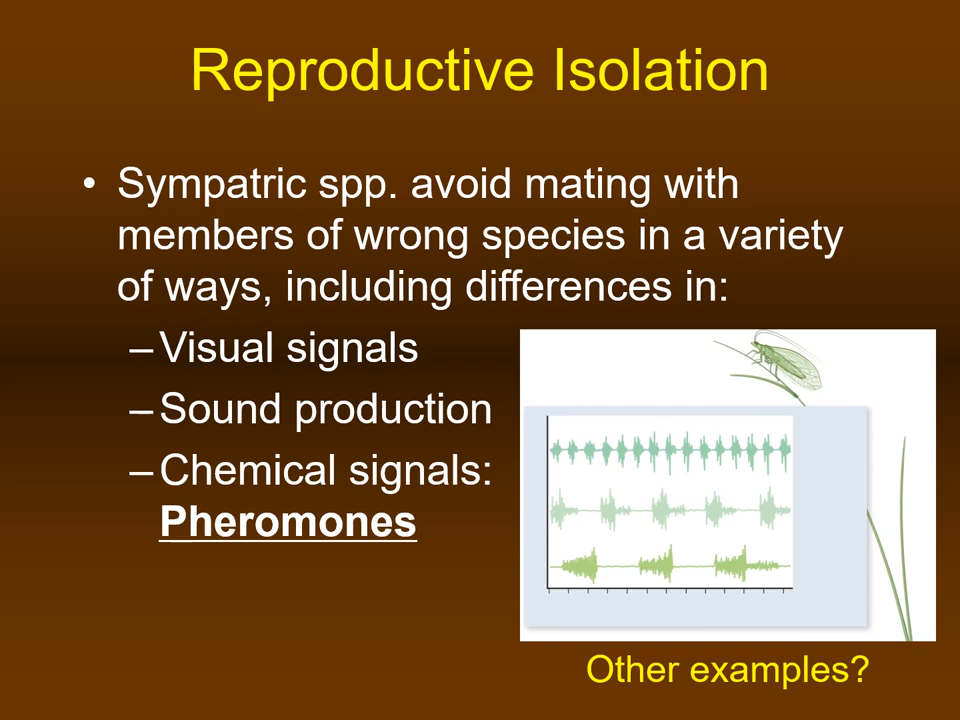 Reproductive Isolation
• Sympatric spp. avoid mating with
members of wrong species in a variety
of ways, including differences in:
–Visual signals
–Sound production
–Chemical signals:
Pheromones
Other examples?